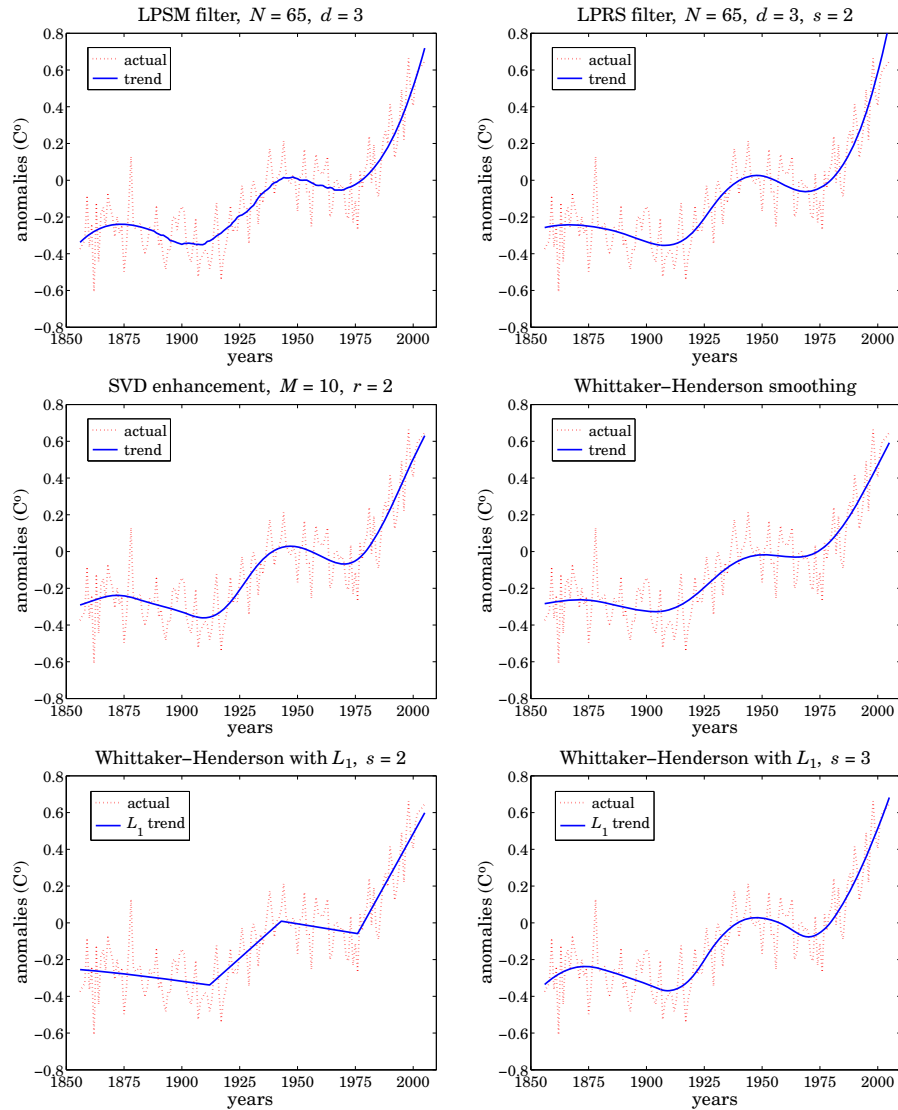 LPSM filter, N = 65, d = 3
0.8
0.6
0.4
0.2
0
−0.2
−0.4
−0.6
−0.8
anomalies (Cº)
actual
trend
1850 1875 1900 1925 1950 1975 2000
years
LPRS filter, N = 65, d = 3, s = 2
0.8
0.6
0.4
0.2
0
−0.2
−0.4
−0.6
−0.8
anomalies (Cº)
actual
trend
1850 1875 1900 1925 1950 1975 2000
years
SVD enhancement, M = 10, r = 2
0.8
0.6
0.4
0.2
0
−0.2
−0.4
−0.6
−0.8
anomalies (Cº)
actual
trend
1850 1875 1900 1925 1950 1975 2000
years
Whittaker−Henderson smoothing
0.8
0.6
0.4
0.2
0
−0.2
−0.4
−0.6
−0.8
anomalies (Cº)
actual
trend
1850 1875 1900 1925 1950 1975 2000
years
Whittaker−Henderson with L₁, s = 2
0.8
0.6
0.4
0.2
0
−0.2
−0.4
−0.6
−0.8
anomalies (Cº)
actual
L₁ trend
1850 1875 1900 1925 1950 1975 2000
years
Whittaker−Henderson with L₁, s = 3
0.8
0.6
0.4
0.2
0
−0.2
−0.4
−0.6
−0.8
anomalies (Cº)
actual
L₁ trend
1850 1875 1900 1925 1950 1975 2000
years